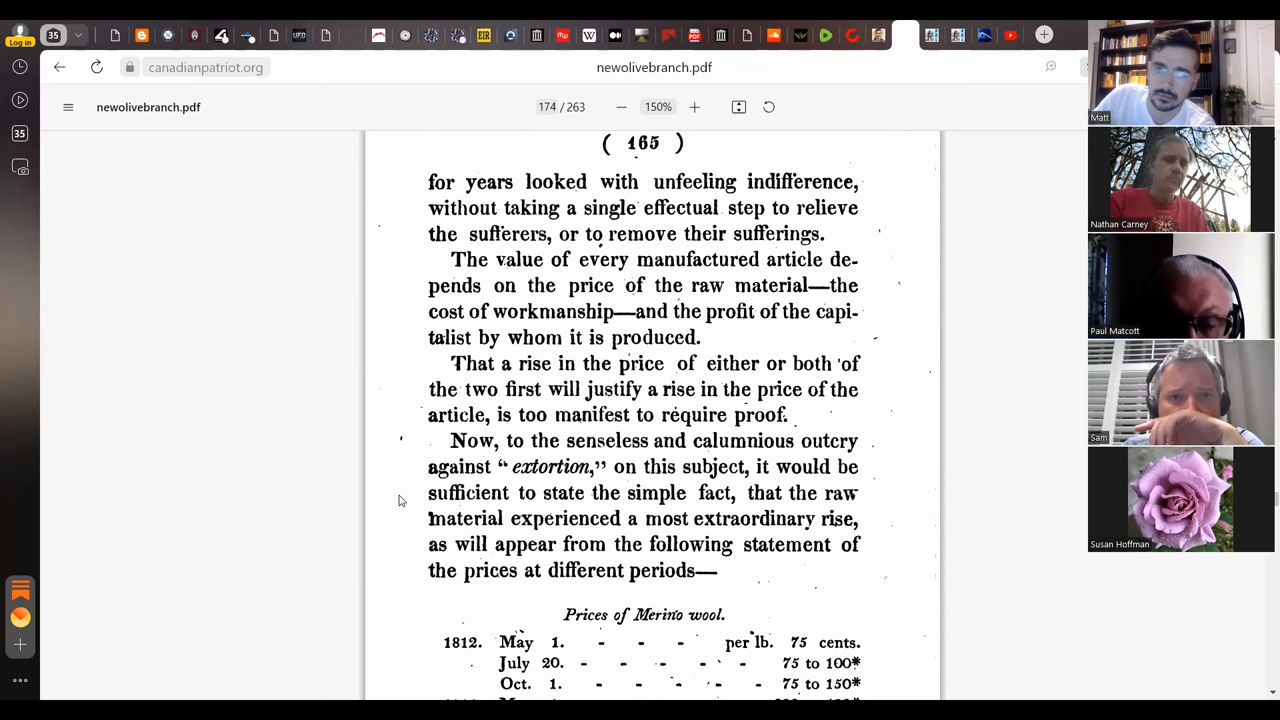 35
Log in
EIR
UFO
W
PDF
canadianpatriot.org
newolivebranch.pdf
35
newolivebranch.pdf
174 / 263
150%
( 165 )
for years looked with unfeeling indifference,
without taking a single effectual step to relieve
the sufferers, or to remove their sufferings.
The value of every manufactured article de-
pends on the price of the raw material—the
cost of workmanship—and the profit of the capi-
talist by whom it is produced.
That a rise in the price of either or both of
the two first will justify a rise in the price of the
article, is too manifest to require proof.
Now, to the senseless and calumnious outcry
against “ extortion,” on this subject, it would be
sufficient to state the simple fact, that the raw
material experienced a most extraordinary rise,
as will appear from the following statement of
the prices at different periods—
Prices of Merino wool.
1812. May 1. - - - per lb. 75 cents.
July 20. - - - - - 75 to 100*
Oct. 1. - - - - - 75 to 150*
Matt
Nathan Carney
Paul Matcott
Sam
Susan Hoffman